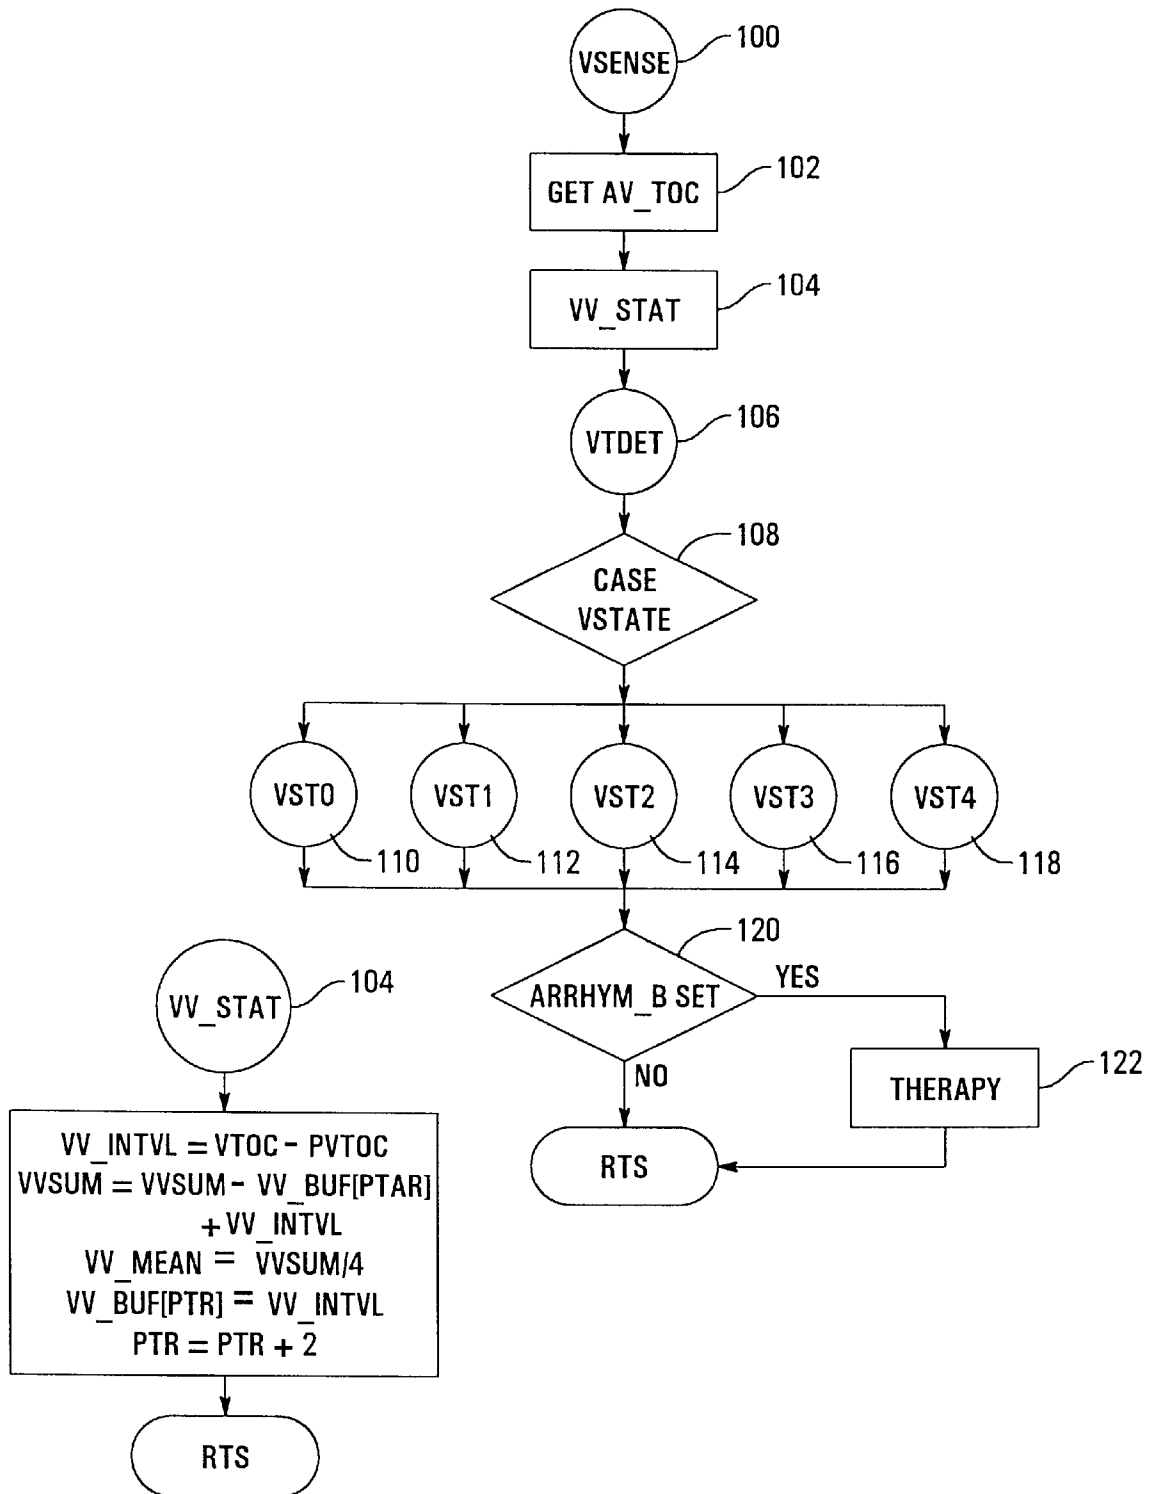 VSENSE
100
GET AV_TOC
102
VV_STAT
104
VTDET
106
CASE
VSTATE
108
VST0
VST1
VST2
VST3
VST4
110
112
114
116
118
ARRHYM_B SET
120
YES
NO
THERAPY
122
RTS
VV_STAT
104
VV_INTVL = VTOC - PVTOC
VVSUM = VVSUM - VV_BUF[PTAR]
+ VV_INTVL
VV_MEAN = VVSUM/4
VV_BUF[PTR] = VV_INTVL
PTR = PTR + 2
RTS